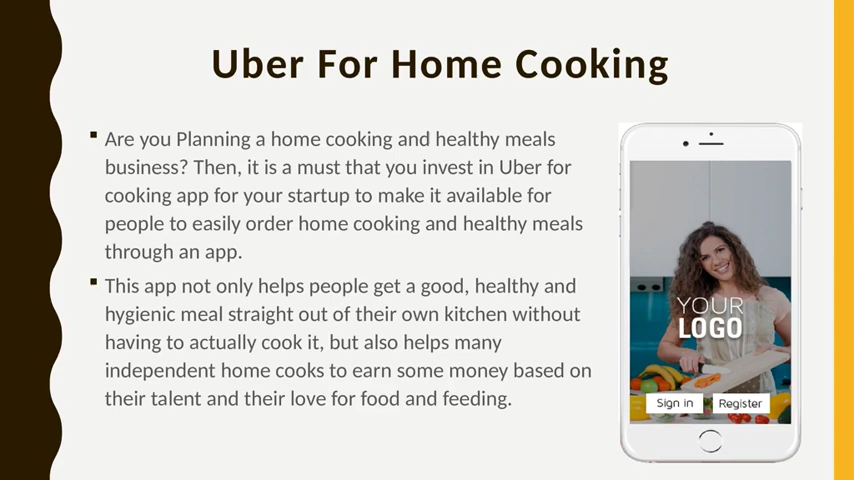 Uber For Home Cooking
Are you Planning a home cooking and healthy meals
business? Then, it is a must that you invest in Uber for
cooking app for your startup to make it available for
people to easily order home cooking and healthy meals
through an app.
This app not only helps people get a good, healthy and
hygienic meal straight out of their own kitchen without
having to actually cook it, but also helps many
independent home cooks to earn some money based on
their talent and their love for food and feeding.
YOUR
LOGO
Sign in Register